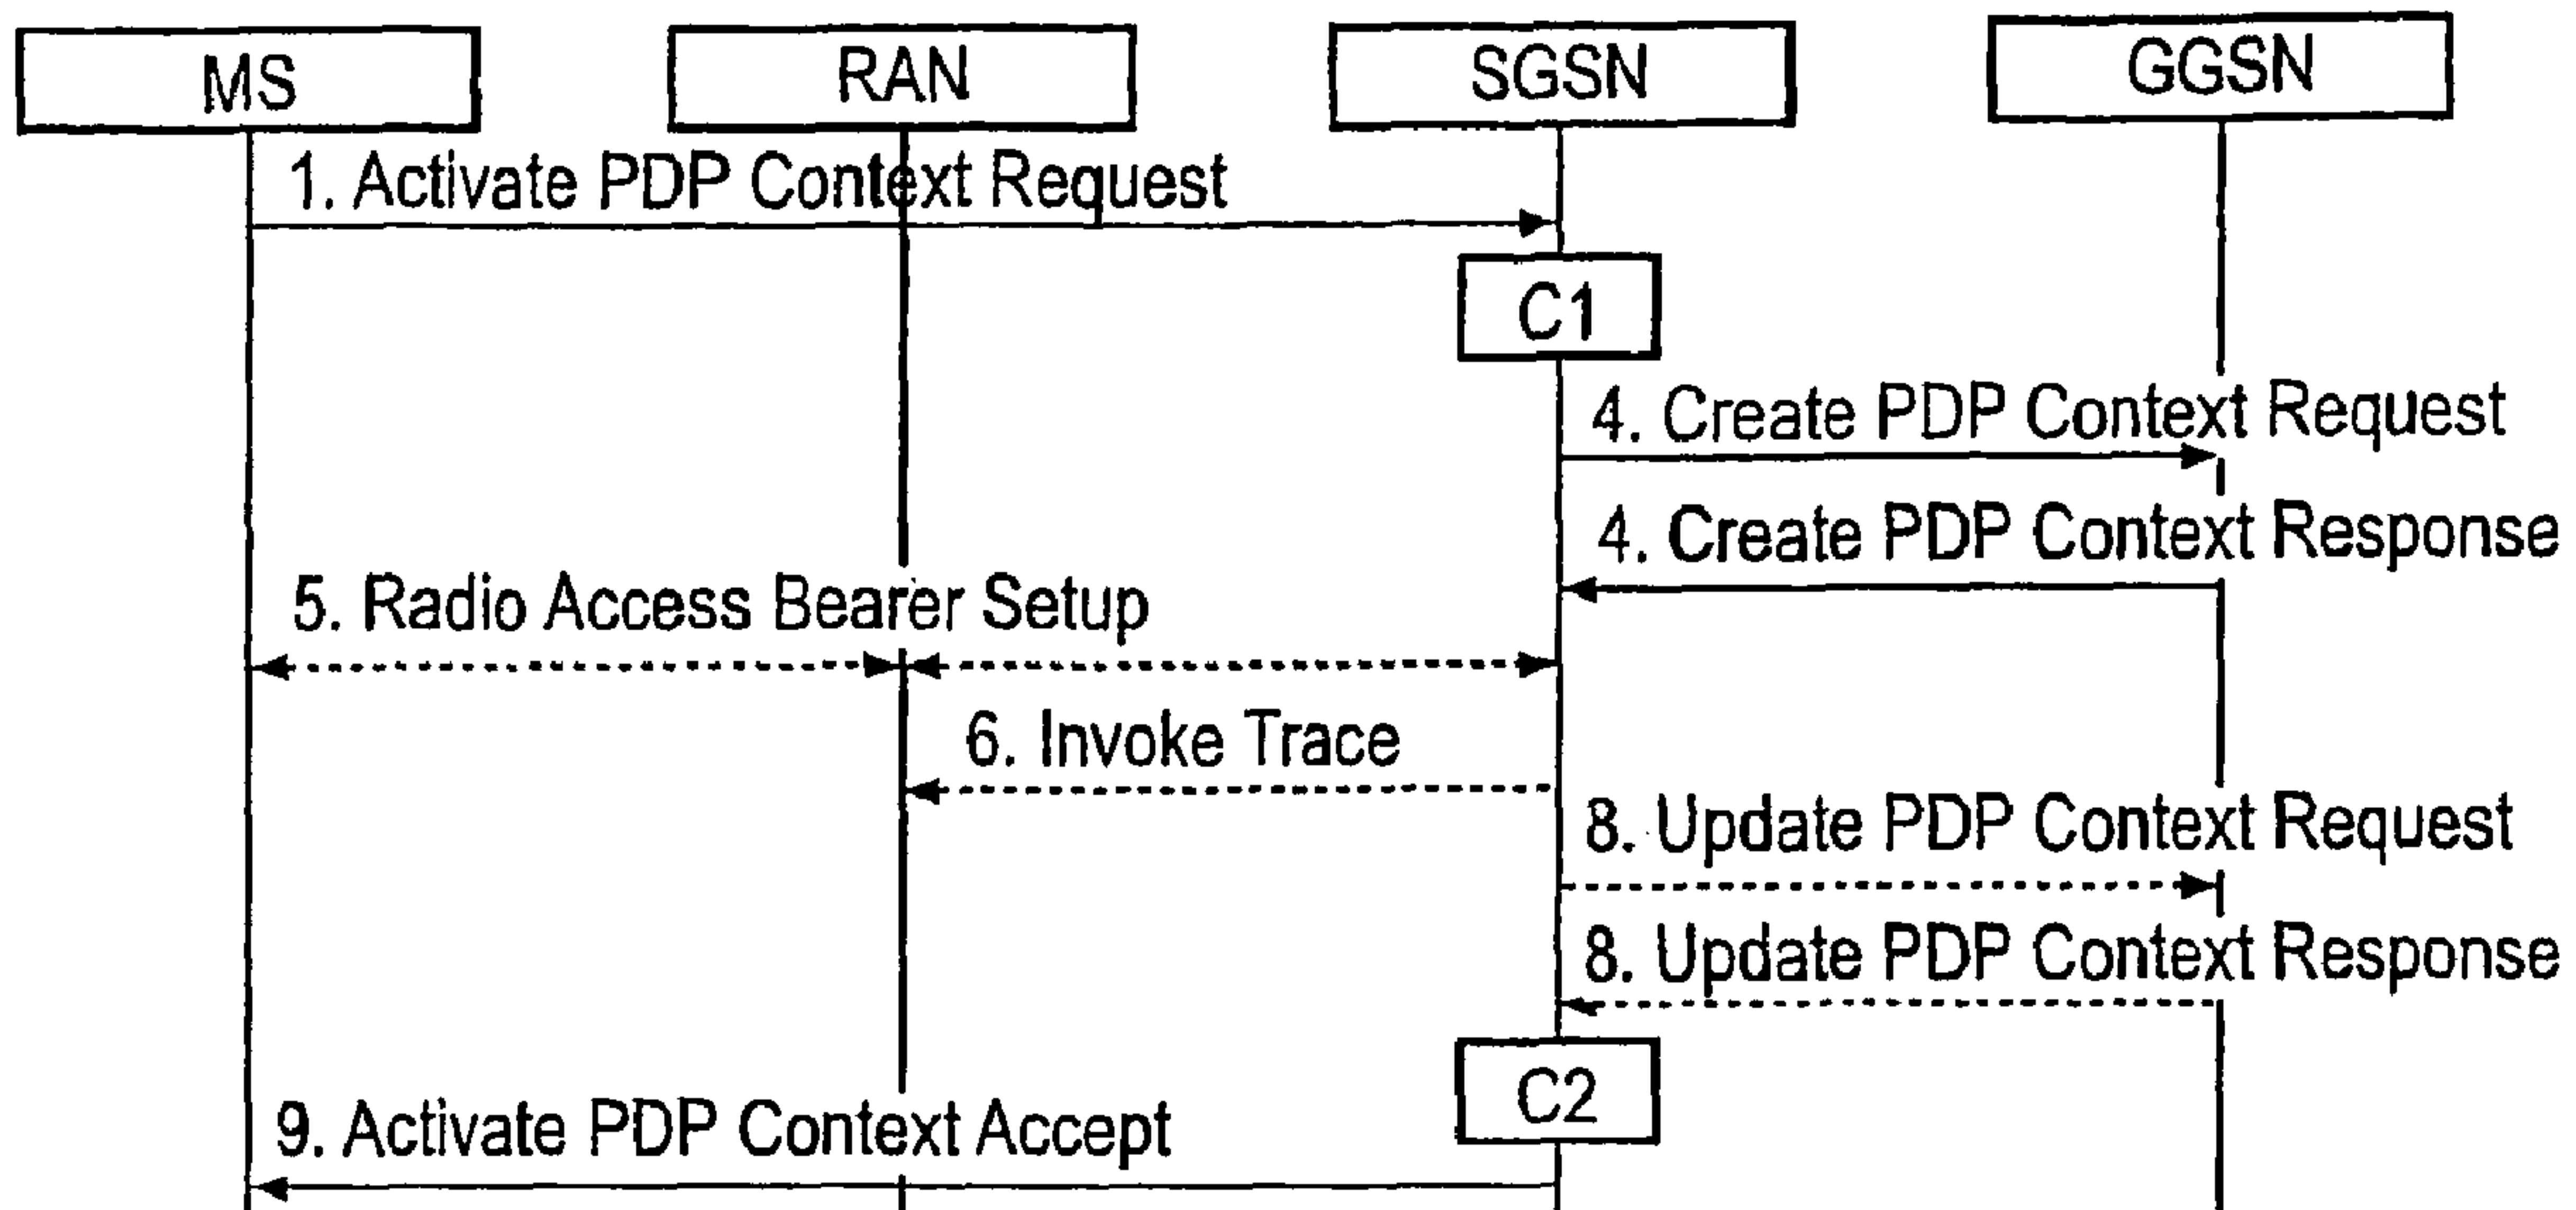 MS
RAN
SGSN
GGSN
1. Activate PDP Context Request
C1
4. Create PDP Context Request
4. Create PDP Context Response
5. Radio Access Bearer Setup
6. Invoke Trace
8. Update PDP Context Request
8. Update PDP Context Response
C2
9. Activate PDP Context Accept